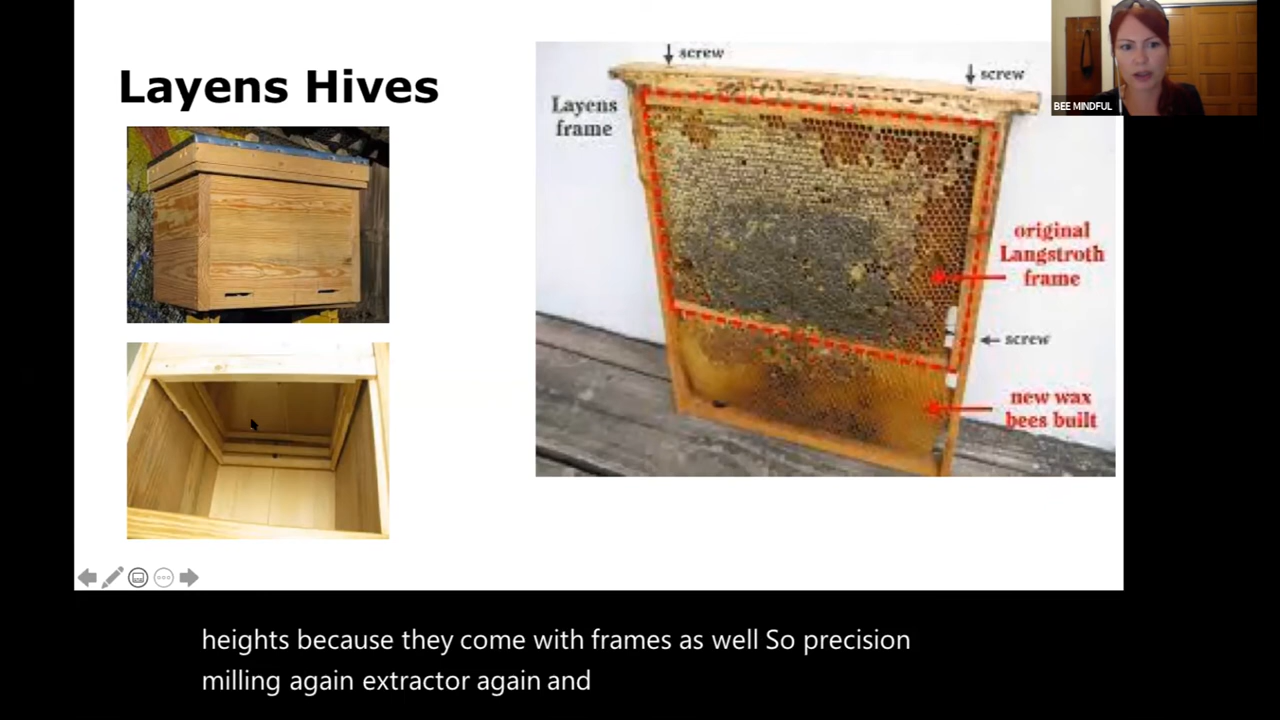 Layens Hives
screw
screw
Layens
frame
original
Langstroth
frame
screw
new wax
bees built
BEE MINDFUL
heights because they come with frames as well So precision
milling again extractor again and